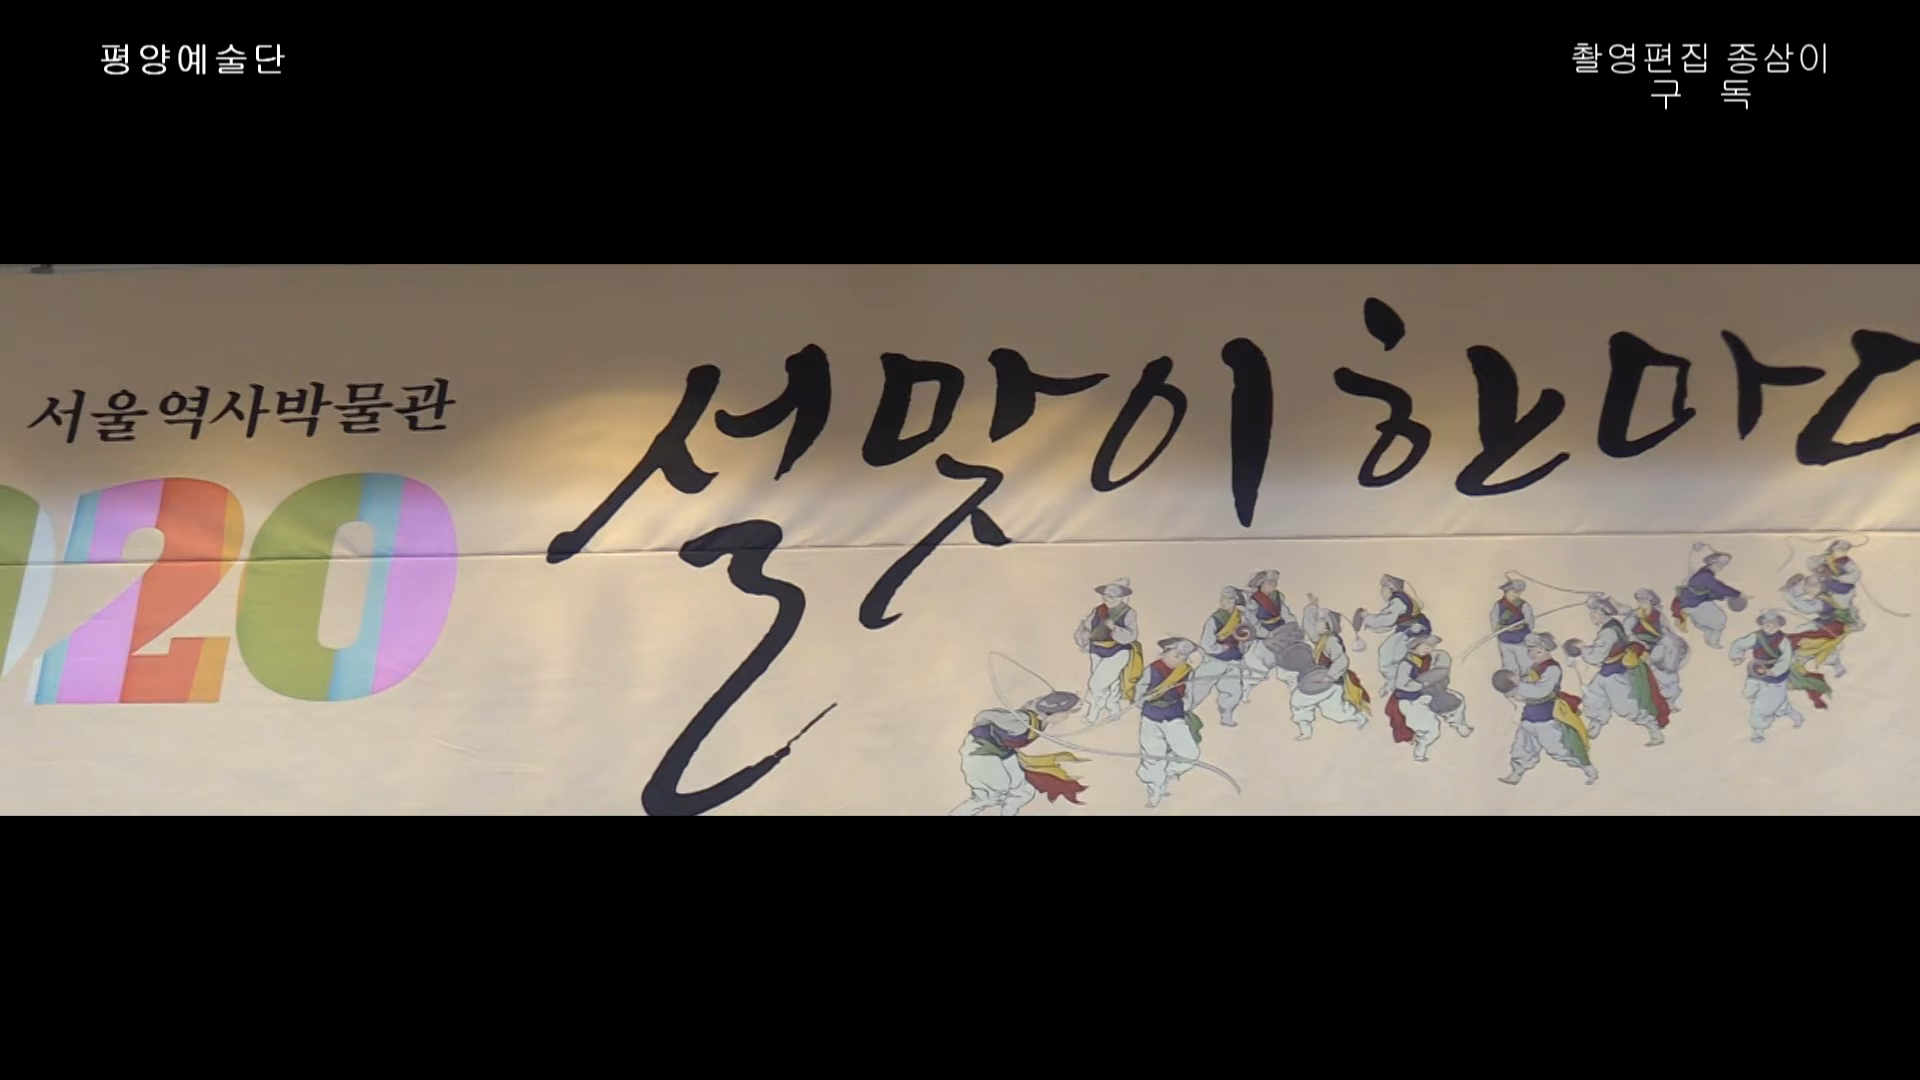 평양예술단
촬영편집 종삼이
구 독
서울역사박물관
2020
설맞이 한마